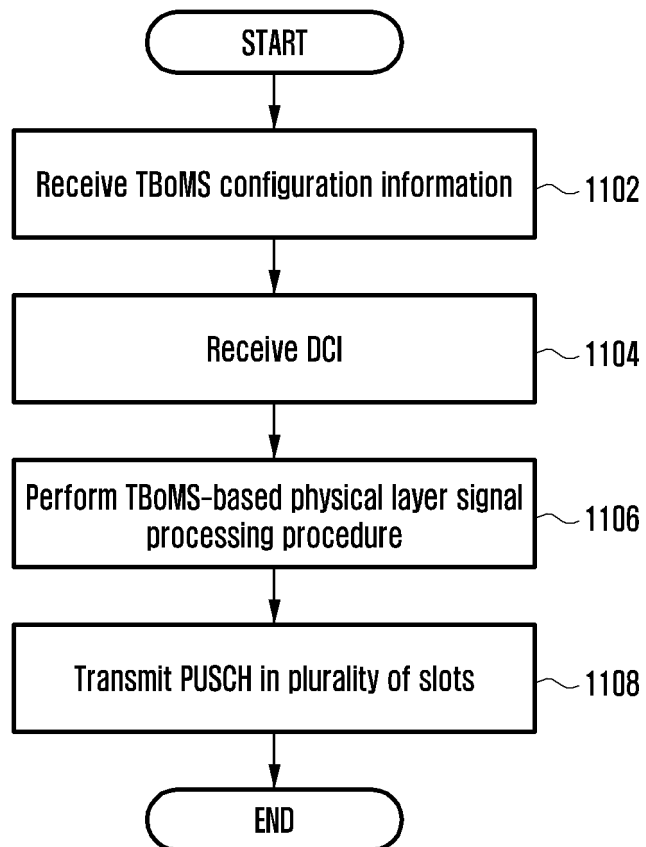 START
Receive TBoMS configuration information
1102
Receive DCI
1104
Perform TBoMS-based physical layer signal
processing procedure
1106
Transmit PUSCH in plurality of slots
1108
END